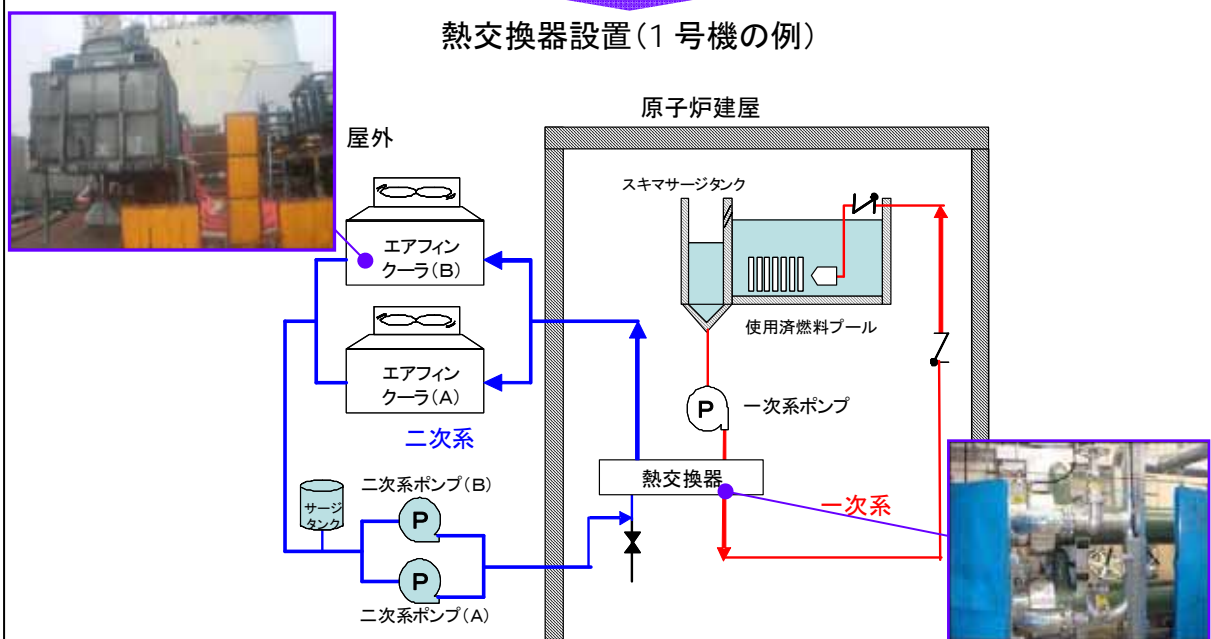 熱交換器設置(1号機の例)
原子炉建屋
屋外
スキマサージタンク
エアフィン
クーラ(B)
使用済燃料プール
エアフィン
クーラ(A)
P
一次系ポンプ
二次系
熱交換器
二次系ポンプ(B)
一次系
サージ
タンク
P
P
二次系ポンプ(A)